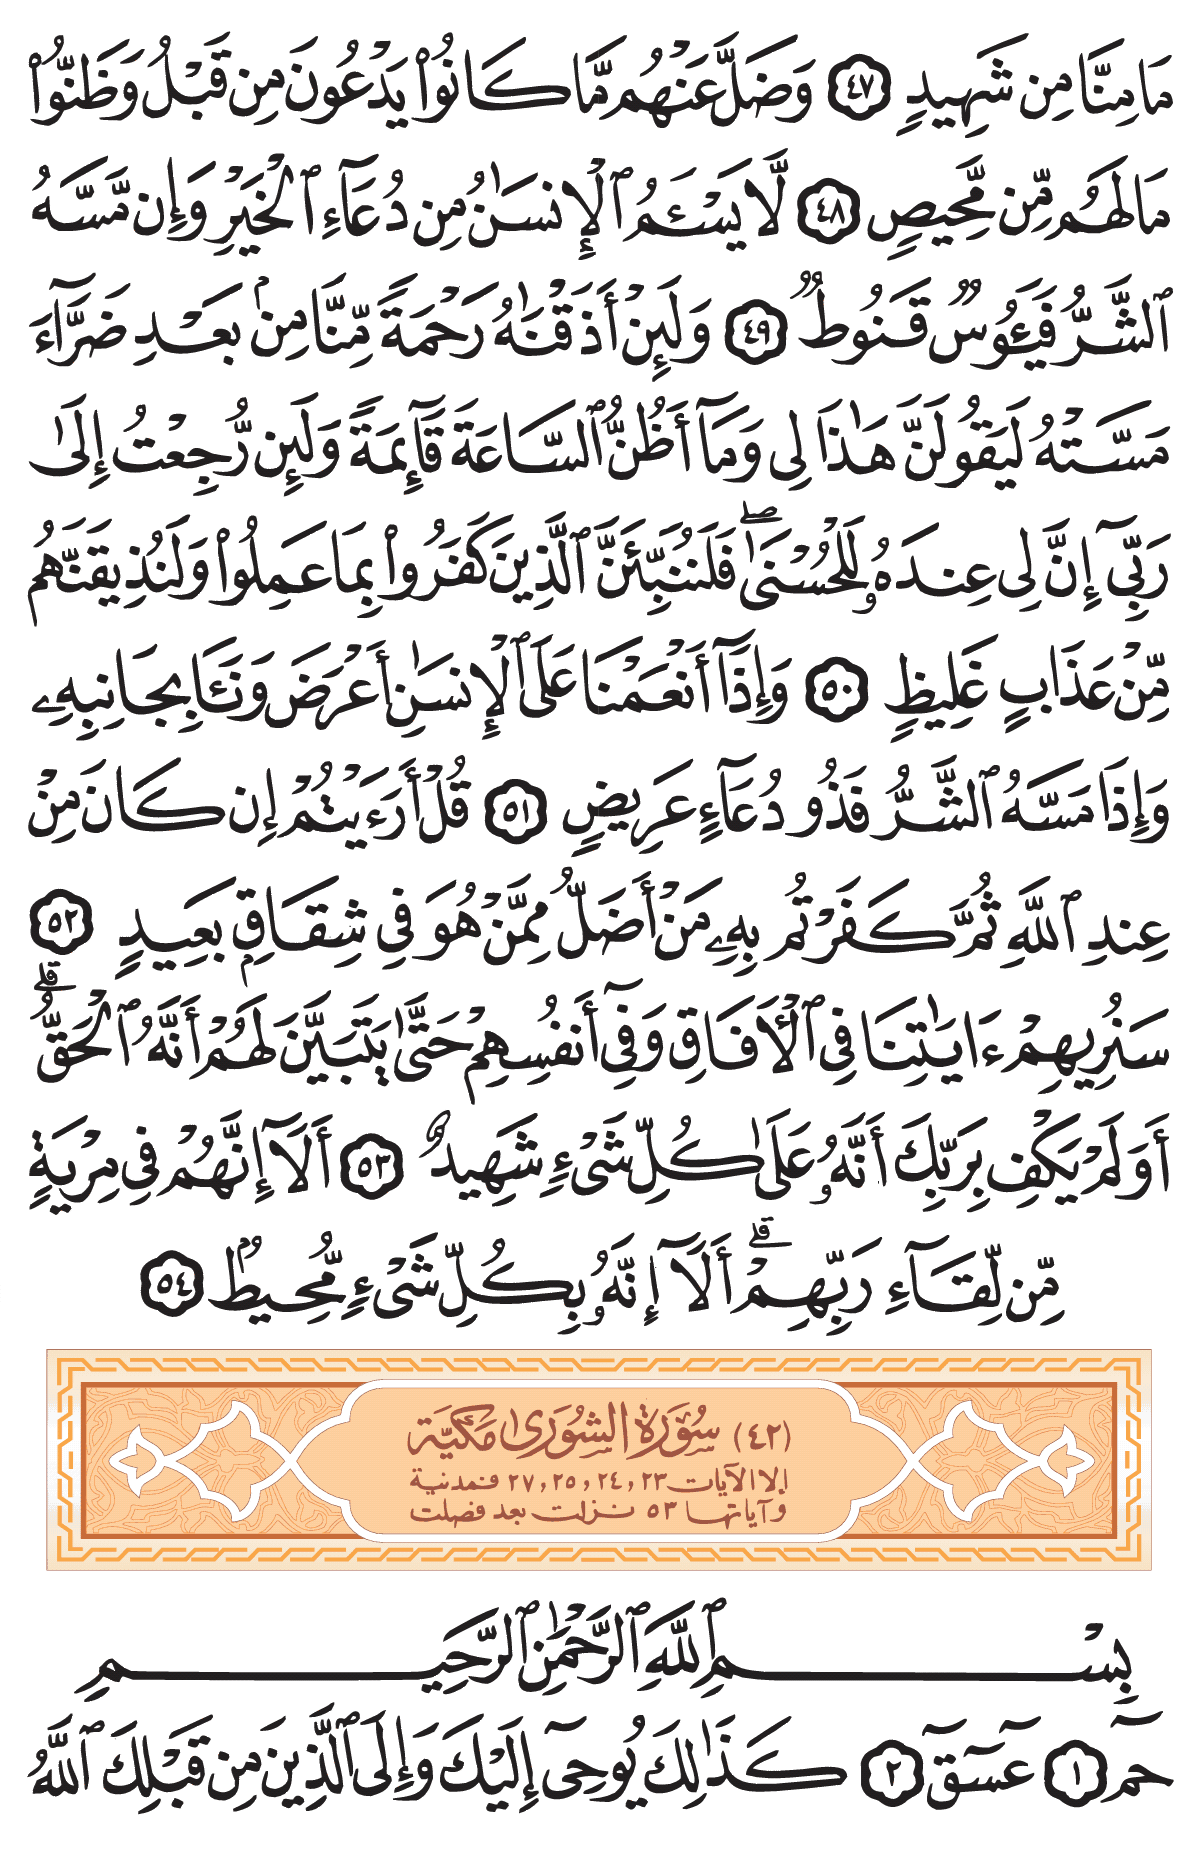 مَا مِنَّا مِن شَهِيدٍ ٤٧ وَضَلَّ عَنْهُم مَّا كَانُوا۟ يَدْعُونَ مِن قَبْلُ وَظَنُّوا۟
مَا لَهُم مِّن مَّحِيصٍ ٤٨ لَّا يَسْـَٔمُ ٱلْإِنسَـٰنُ مِن دُعَآءِ ٱلْخَيْرِ وَإِن مَّسَّهُ
ٱلشَّرُّ فَيَـُٔوسٌ قَنُوطٌ ٤٩ وَلَئِنْ أَذَقْنَـٰهُ رَحْمَةً مِّنَّا مِنۢ بَعْدِ ضَرَّآءَ
مَسَّتْهُ لَيَقُولَنَّ هَـٰذَا لِى وَمَآ أَظُنُّ ٱلسَّاعَةَ قَآئِمَةً وَلَئِن رُّجِعْتُ إِلَىٰ
رَبِّىٓ إِنَّ لِى عِندَهُۥ لَلْحُسْنَىٰ ۖ فَلَنُنَبِّئَنَّ ٱلَّذِينَ كَفَرُوا۟ بِمَا عَمِلُوا۟ وَلَنُذِيقَنَّهُم
مِّنْ عَذَابٍ غَلِيظٍ ٥٠ وَإِذَآ أَنْعَمْنَا عَلَى ٱلْإِنسَـٰنِ أَعْرَضَ وَنَـَٔا بِجَانِبِهِۦ
وَإِذَا مَسَّهُ ٱلشَّرُّ فَذُو دُعَآءٍ عَرِيضٍ ٥١ قُلْ أَرَءَيْتُمْ إِن كَانَ مِنْ
عِندِ ٱللَّهِ ثُمَّ كَفَرْتُم بِهِۦ مَنْ أَضَلُّ مِمَّنْ هُوَ فِى شِقَاقٍۭ بَعِيدٍ ٥٢
سَنُرِيهِمْ ءَايَـٰتِنَا فِى ٱلْـَٔافَاقِ وَفِىٓ أَنفُسِهِمْ حَتَّىٰ يَتَبَيَّنَ لَهُمْ أَنَّهُ ٱلْحَقُّ ۗ
أَوَلَمْ يَكْفِ بِرَبِّكَ أَنَّهُۥ عَلَىٰ كُلِّ شَىْءٍ شَهِيدٌ ٥٣ أَلَآ إِنَّهُمْ فِى مِرْيَةٍ
مِّن لِّقَآءِ رَبِّهِمْ ۗ أَلَآ إِنَّهُۥ بِكُلِّ شَىْءٍ مُّحِيطٌۢ ٥٤
(٤٢) سُورَةُ الشُّورَىٰ مَكِّيَّة
إلا الآيات ٢٣, ٢٤, ٢٥, ٢٧ فمدنية
وآياتها ٥٣ نزلت بعد فصلت
بِسْمِ ٱللَّهِ ٱلرَّحْمَـٰنِ ٱلرَّحِيمِ
حمٓ ١ عٓسٓقٓ ٢ كَذَٰلِكَ يُوحِىٓ إِلَيْكَ وَإِلَى ٱلَّذِينَ مِن قَبْلِكَ ٱللَّهُ